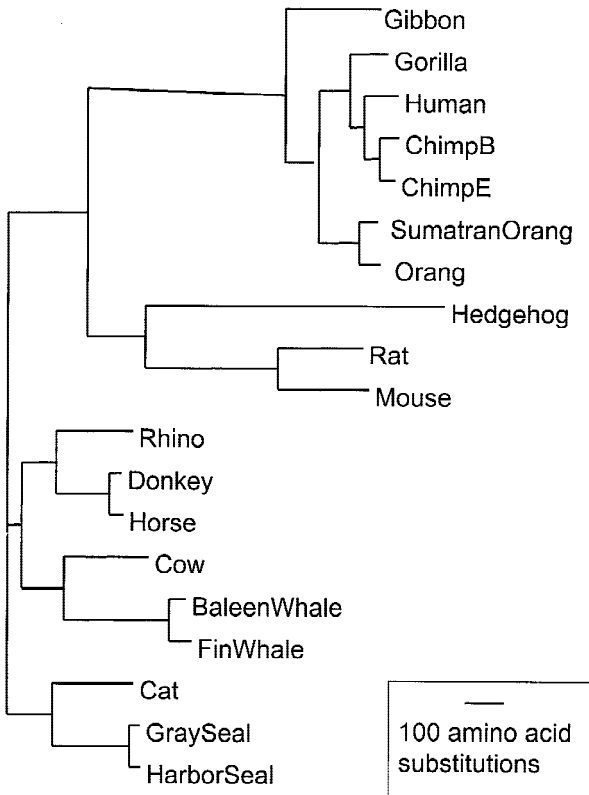 Gibbon
Gorilla
Human
ChimpB
ChimpE
SumatranOrang
Orang
Hedgehog
Rat
Mouse
Rhino
Donkey
Horse
Cow
BaleenWhale
FinWhale
Cat
GraySeal
HarborSeal
100 amino acid
substitutions